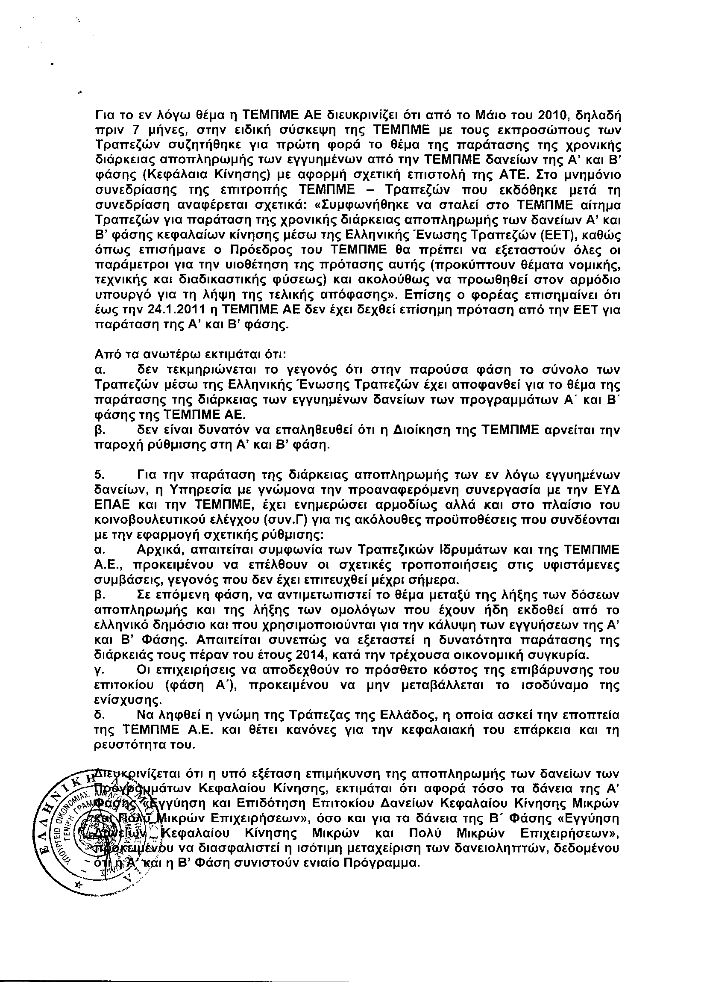 Για το εν λόγω θέμα η ΤΕΜΠΜΕ ΑΕ διευκρινίζει ότι από το Μάιο του 2010, δηλαδή
πριν 7 μήνες, στην ειδική σύσκεψη της ΤΕΜΠΜΕ με τους εκπροσώπους των
Τραπεζών συζητήθηκε για πρώτη φορά το θέμα της παράτασης της χρονικής
διάρκειας αποπληρωμής των εγγυημένων από την ΤΕΜΠΜΕ δανείων της Α’ και Β’
φάσης (Κεφάλαια Κίνησης) με αφορμή σχετική επιστολή της ΑΤΕ. Στο μνημόνιο
συνεδρίασης της επιτροπής ΤΕΜΠΜΕ – Τραπεζών που εκδόθηκε μετά τη
συνεδρίαση αναφέρεται σχετικά: «Συμφωνήθηκε να σταλεί στο ΤΕΜΠΜΕ αίτημα
Τραπεζών για παράταση της χρονικής διάρκειας αποπληρωμής των δανείων Α’ και
Β’ φάσης κεφαλαίων κίνησης μέσω της Ελληνικής Ένωσης Τραπεζών (ΕΕΤ), καθώς
όπως επισήμανε ο Πρόεδρος του ΤΕΜΠΜΕ θα πρέπει να εξεταστούν όλες οι
παράμετροι για την υιοθέτηση της πρότασης αυτής (προκύπτουν θέματα νομικής,
τεχνικής και διαδικαστικής φύσεως) και ακολούθως να προωθηθεί στον αρμόδιο
υπουργό για τη λήψη της τελικής απόφασης». Επίσης ο φορέας επισημαίνει ότι
έως την 24.1.2011 η ΤΕΜΠΜΕ ΑΕ δεν έχει δεχθεί επίσημη πρόταση από την ΕΕΤ για
παράταση της Α’ και Β’ φάσης.
Από τα ανωτέρω εκτιμάται ότι:
α. δεν τεκμηριώνεται το γεγονός ότι στην παρούσα φάση το σύνολο των
Τραπεζών μέσω της Ελληνικής Ένωσης Τραπεζών έχει αποφανθεί για το θέμα της
παράτασης της διάρκειας των εγγυημένων δανείων των προγραμμάτων Α΄ και Β΄
φάσης της ΤΕΜΠΜΕ ΑΕ.
β. δεν είναι δυνατόν να επαληθευθεί ότι η Διοίκηση της ΤΕΜΠΜΕ αρνείται την
παροχή ρύθμισης στη Α’ και Β’ φάση.
5. Για την παράταση της διάρκειας αποπληρωμής των εν λόγω εγγυημένων
δανείων, η Υπηρεσία με γνώμονα την προαναφερόμενη συνεργασία με την ΕΥΔ
ΕΠΑΕ και την ΤΕΜΠΜΕ, έχει ενημερώσει αρμοδίως αλλά και στο πλαίσιο του
κοινοβουλευτικού ελέγχου (συν.Γ) για τις ακόλουθες προϋποθέσεις που συνδέονται
με την εφαρμογή σχετικής ρύθμισης:
α. Αρχικά, απαιτείται συμφωνία των Τραπεζικών Ιδρυμάτων και της ΤΕΜΠΜΕ
Α.Ε., προκειμένου να επέλθουν οι σχετικές τροποποιήσεις στις υφιστάμενες
συμβάσεις, γεγονός που δεν έχει επιτευχθεί μέχρι σήμερα.
β. Σε επόμενη φάση, να αντιμετωπιστεί το θέμα μεταξύ της λήξης των δόσεων
αποπληρωμής και της λήξης των ομολόγων που έχουν ήδη εκδοθεί από το
ελληνικό δημόσιο και που χρησιμοποιούνται για την κάλυψη των εγγυήσεων της Α’
και Β’ Φάσης. Απαιτείται συνεπώς να εξεταστεί η δυνατότητα παράτασης της
διάρκειάς τους πέραν του έτους 2014, κατά την τρέχουσα οικονομική συγκυρία.
γ. Οι επιχειρήσεις να αποδεχθούν το πρόσθετο κόστος της επιβάρυνσης του
επιτοκίου (φάση Α΄), προκειμένου να μην μεταβάλλεται το ισοδύναμο της
ενίσχυσης.
δ. Να ληφθεί η γνώμη της Τράπεζας της Ελλάδος, η οποία ασκεί την εποπτεία
της ΤΕΜΠΜΕ Α.Ε. και θέτει κανόνες για την κεφαλαιακή του επάρκεια και τη
ρευστότητα του.
Διευκρινίζεται ότι η υπό εξέταση επιμήκυνση της αποπληρωμής των δανείων των
Προγραμμάτων Κεφαλαίου Κίνησης, εκτιμάται ότι αφορά τόσο τα δάνεια της Α’
Φάσης «Εγγύηση και Επιδότηση Επιτοκίου Δανείων Κεφαλαίου Κίνησης Μικρών
και Πολύ Μικρών Επιχειρήσεων», όσο και για τα δάνεια της Β΄ Φάσης «Εγγύηση
Δανείων Κεφαλαίου Κίνησης Μικρών και Πολύ Μικρών Επιχειρήσεων»,
προκειμένου να διασφαλιστεί η ισότιμη μεταχείριση των δανειοληπτών, δεδομένου
ότι η Α’ και η Β’ Φάση συνιστούν ενιαίο Πρόγραμμα.
ΕΛΛΗΝΙΚΗ ΔΗΜΟΚΡΑΤΙΑ
ΥΠΟΥΡΓΕΙΟ ΟΙΚΟΝΟΜΙΑΣ,
ΓΕΝΙΚΗ